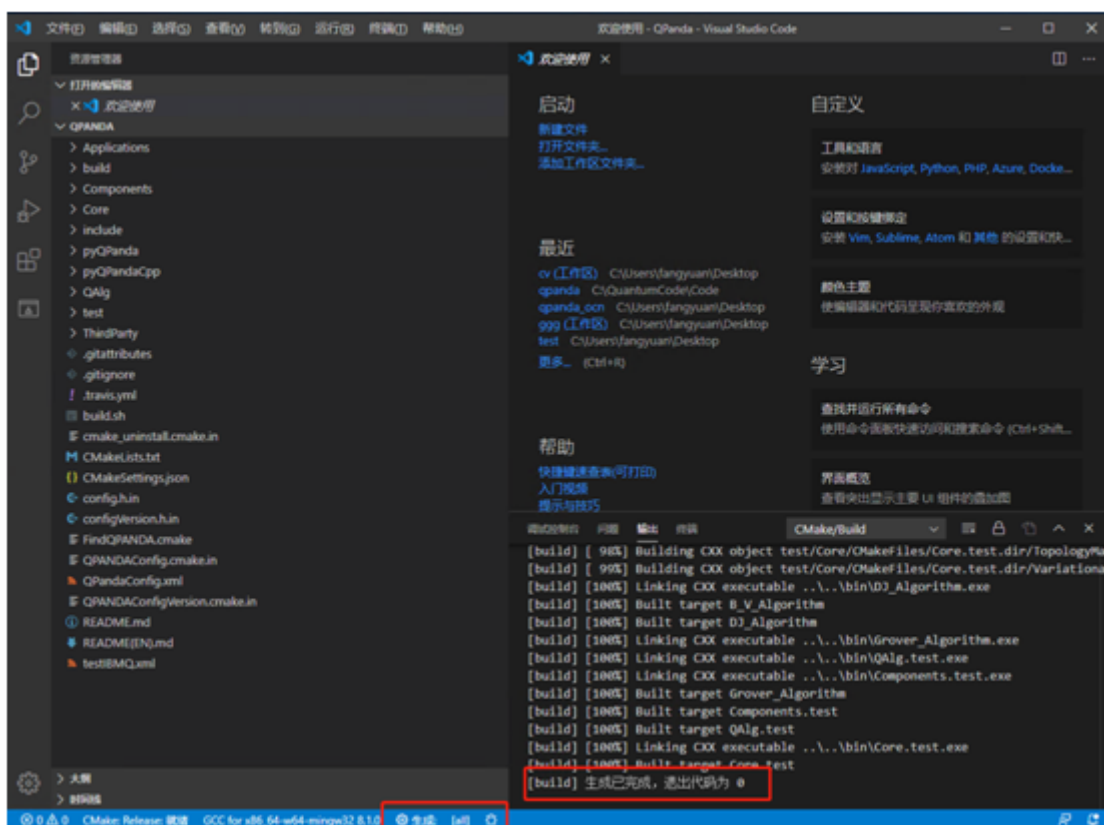 文件(F) 编辑(E) 选择(S) 查看(V) 转到(G) 运行(R) 终端(T) 帮助(H) 欢迎使用 - QPanda - Visual Studio Code
资源管理器
打开的编辑器
欢迎使用
QPANDA
Applications
build
Components
Core
include
pyQPanda
pyQPandaCpp
QAlg
test
ThirdParty
.gitattributes
.gitignore
.travis.yml
build.sh
cmake_uninstall.cmake.in
CMakeLists.txt
CMakeSettings.json
config.h.in
configVersion.h.in
FindQPANDA.cmake
QPANDAConfig.cmake.in
QPandaConfig.xml
QPANDAConfigVersion.cmake.in
README.md
README(EN).md
testIBMQ.xml
大纲
时间线
欢迎使用
启动
新建文件
打开文件夹...
添加工作区文件夹...
最近
cv (工作区) C:\Users\fangyuan\Desktop
qpanda C:\QuantumCode\Code
qpanda_ocn C:\Users\fangyuan\Desktop
ggg (工作区) C:\Users\fangyuan\Desktop
test C:\Users\fangyuan\Desktop
更多... (Ctrl+R)
帮助
快捷键速查表(可打印)
入门视频
提示与技巧
自定义
工具和语言
安装对 JavaScript, Python, PHP, Azure, Docke...
设置和按键绑定
安装 Vim, Sublime, Atom 和 其他 的设置和快...
颜色主题
使编辑器和代码呈现你喜欢的外观
学习
查找并运行所有命令
使用命令面板快速访问和搜索命令 (Ctrl+Shift...
界面概览
查看突出显示主要 UI 组件的叠加图
调试控制台 问题 输出 终端 CMake/Build
[build] [ 98%] Building CXX object test/Core/CMakeFiles/Core.test.dir/TopologyMa
[build] [ 99%] Building CXX object test/Core/CMakeFiles/Core.test.dir/Variationa
[build] [100%] Linking CXX executable ..\..\bin\DJ_Algorithm.exe
[build] [100%] Built target B_V_Algorithm
[build] [100%] Built target DJ_Algorithm
[build] [100%] Linking CXX executable ..\..\bin\Grover_Algorithm.exe
[build] [100%] Linking CXX executable ..\..\bin\QAlg.test.exe
[build] [100%] Linking CXX executable ..\..\bin\Components.test.exe
[build] [100%] Built target Grover_Algorithm
[build] [100%] Built target Components.test
[build] [100%] Built target QAlg.test
[build] [100%] Linking CXX executable ..\..\bin\Core.test.exe
[build] [100%] Built target Core.test
[build] 生成已完成，退出代码为 0
0 0 CMake: Release: 就绪 GCC for x86_64-w64-mingw32 8.1.0 生成: [all]